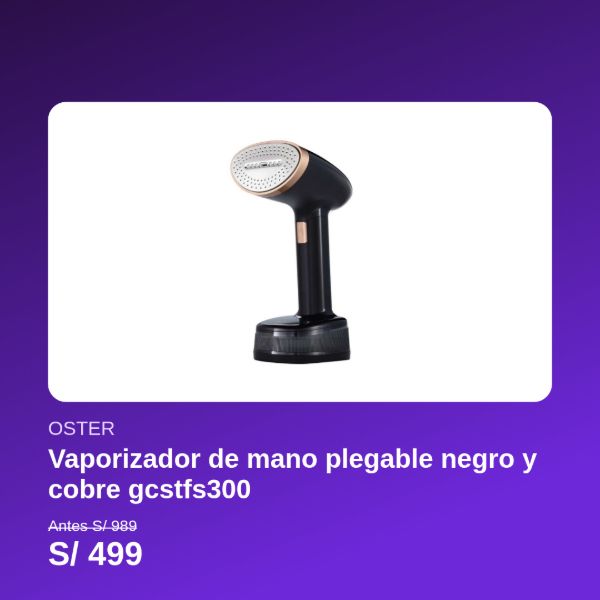 OSTER
Vaporizador de mano plegable negro y
cobre gcstfs300
Antes S/ 989
S/ 499